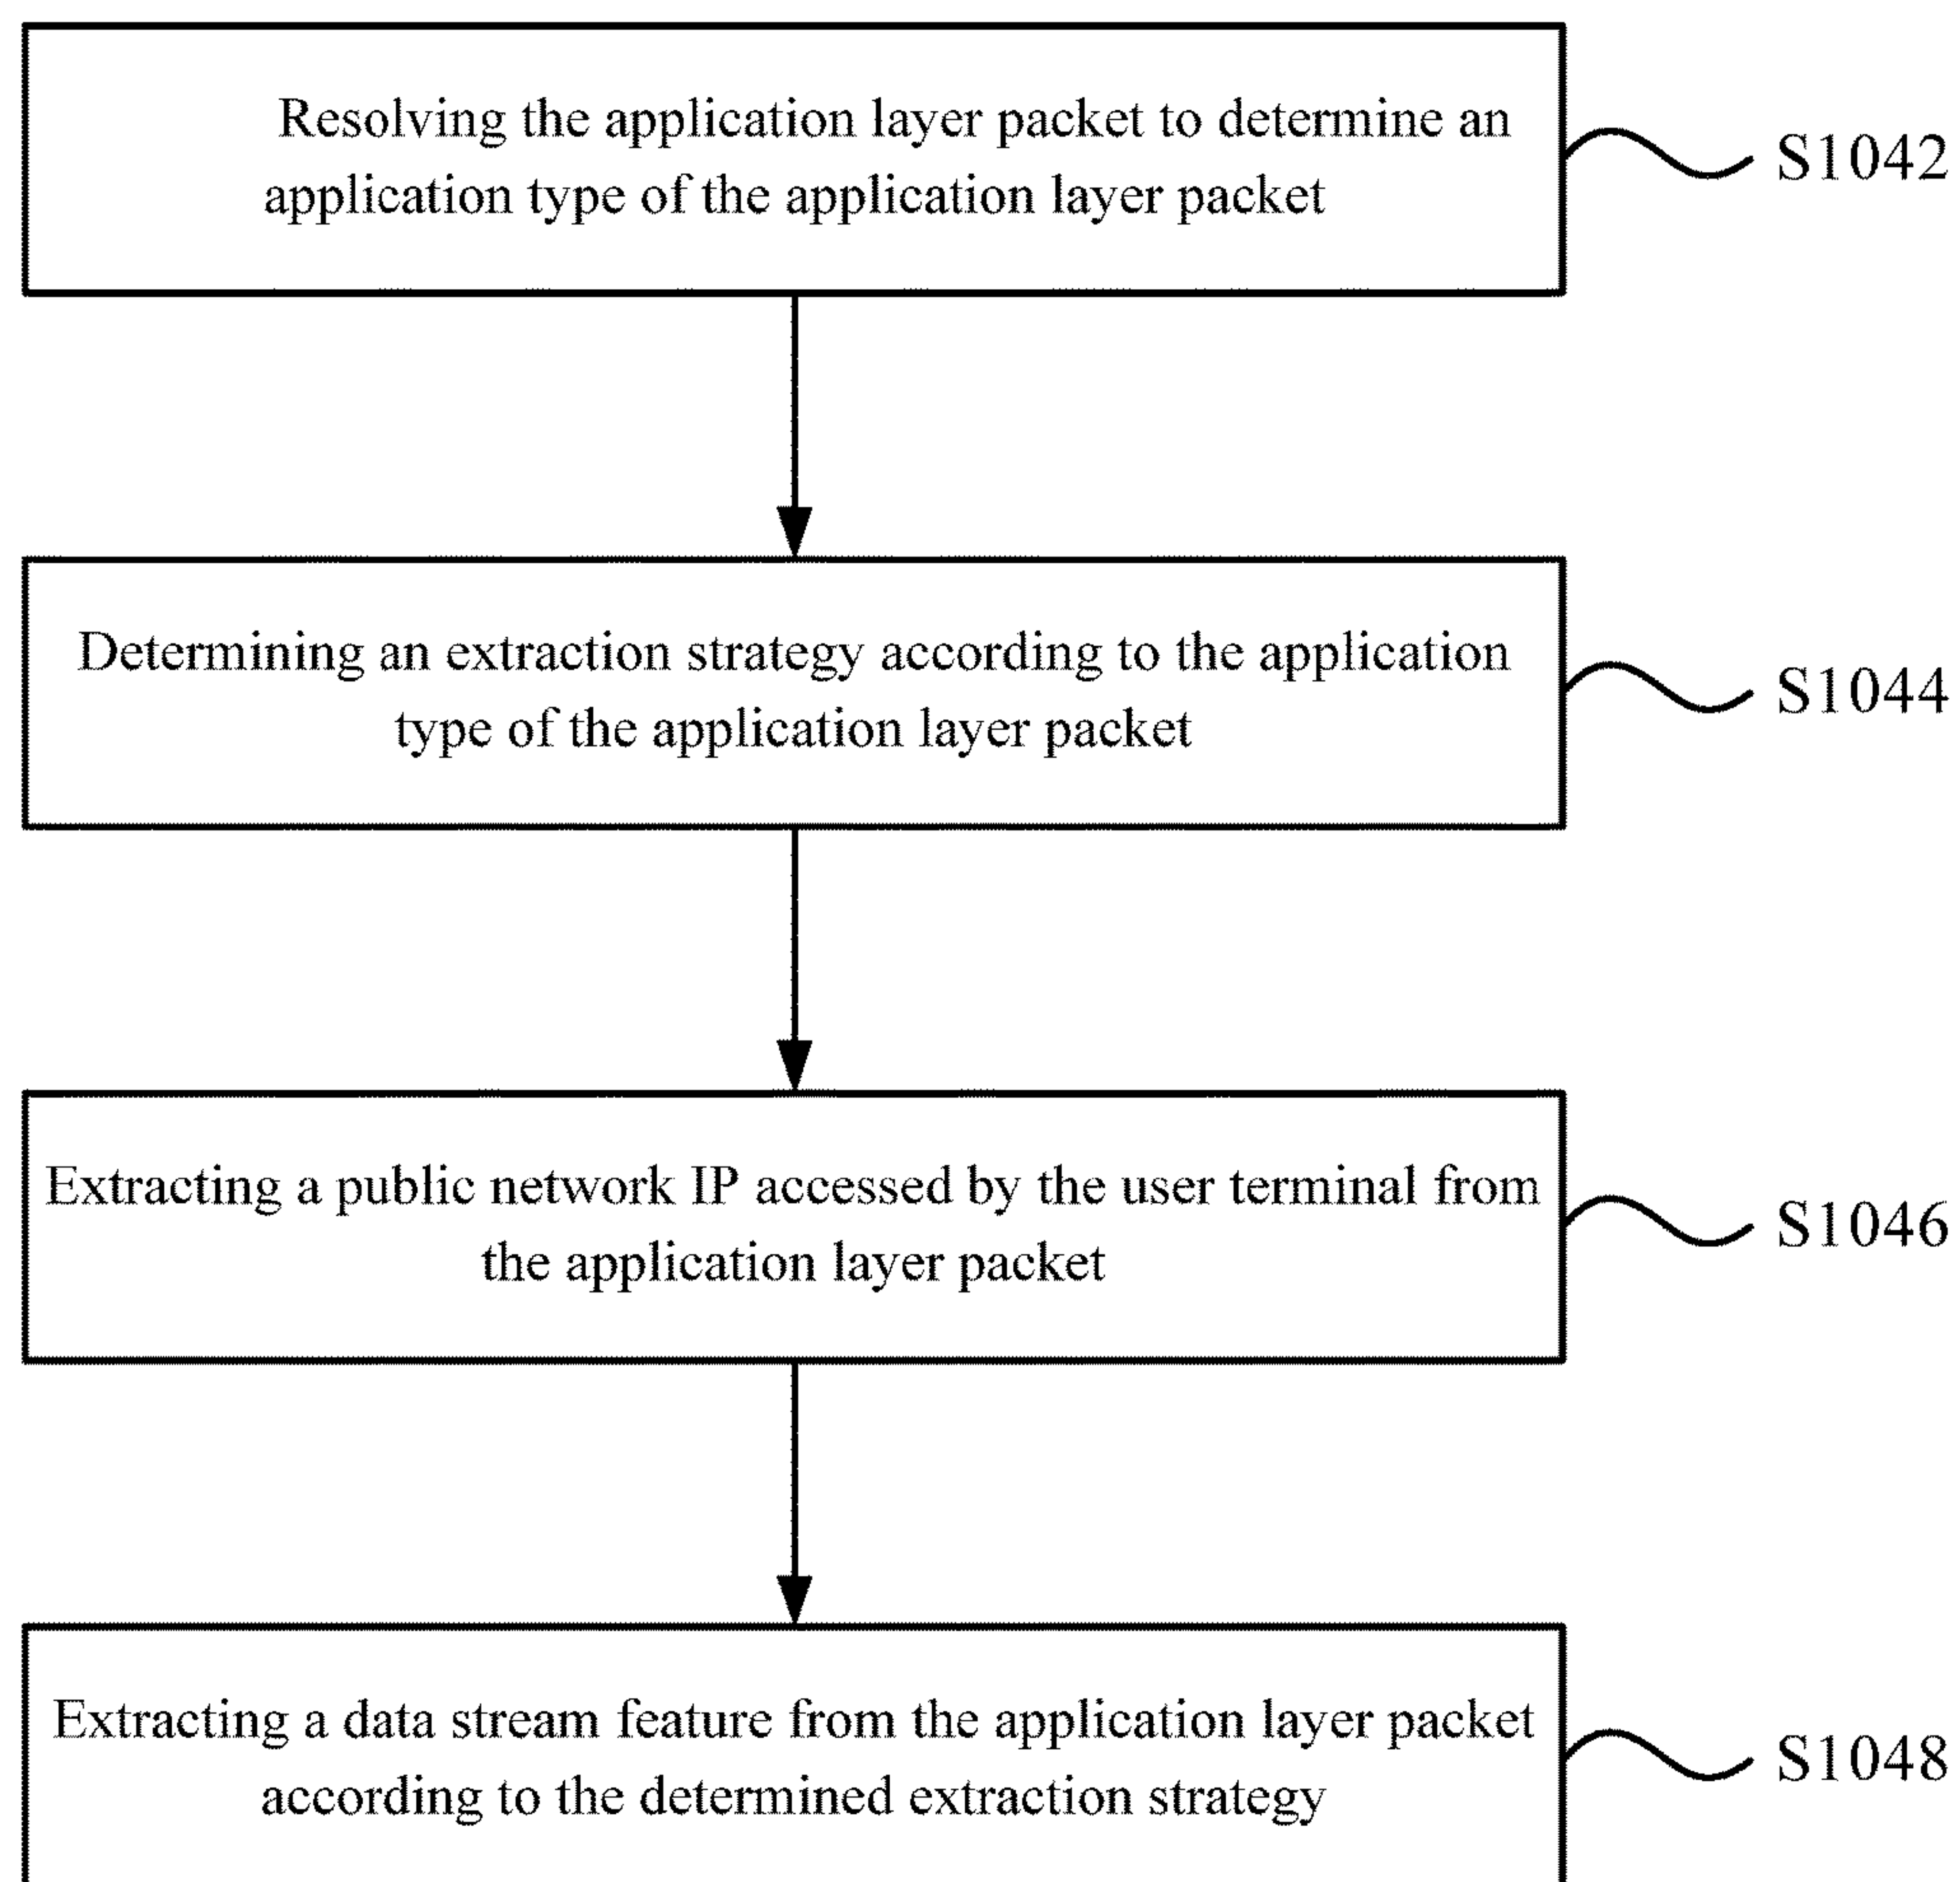 Resolving the application layer packet to determine an
application type of the application layer packet
S1042
Determining an extraction strategy according to the application
type of the application layer packet
S1044
Extracting a public network IP accessed by the user terminal from
the application layer packet
S1046
Extracting a data stream feature from the application layer packet
according to the determined extraction strategy
S1048